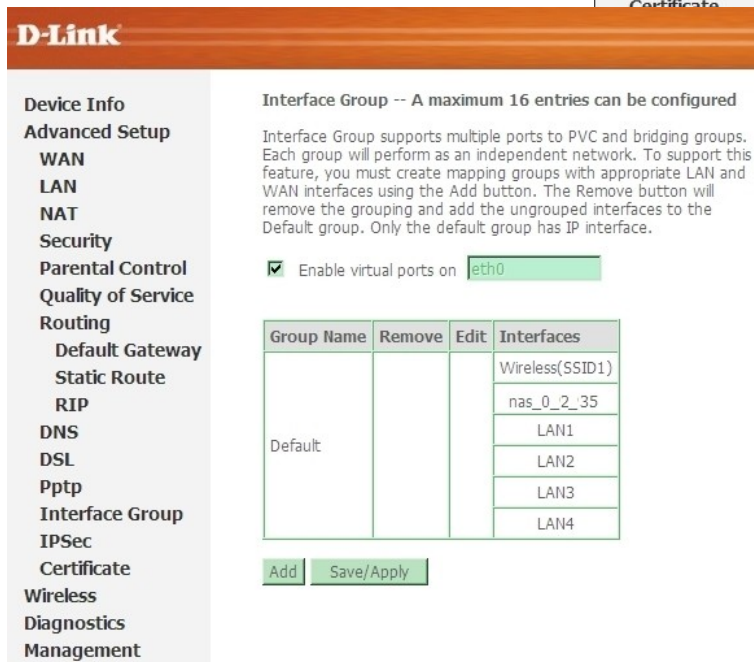 Certificate
D-Link
Device Info
Advanced Setup
WAN
LAN
NAT
Security
Parental Control
Quality of Service
Routing
Default Gateway
Static Route
RIP
DNS
DSL
Pptp
Interface Group
IPSec
Certificate
Wireless
Diagnostics
Management
Interface Group -- A maximum 16 entries can be configured
Interface Group supports multiple ports to PVC and bridging groups.
Each group will perform as an independent network. To support this
feature, you must create mapping groups with appropriate LAN and
WAN interfaces using the Add button. The Remove button will
remove the grouping and add the ungrouped interfaces to the
Default group. Only the default group has IP interface.
Enable virtual ports on eth0
Group Name Remove Edit Interfaces
Default
Wireless(SSID1)
nas_0_2_35
LAN1
LAN2
LAN3
LAN4
Add Save/Apply